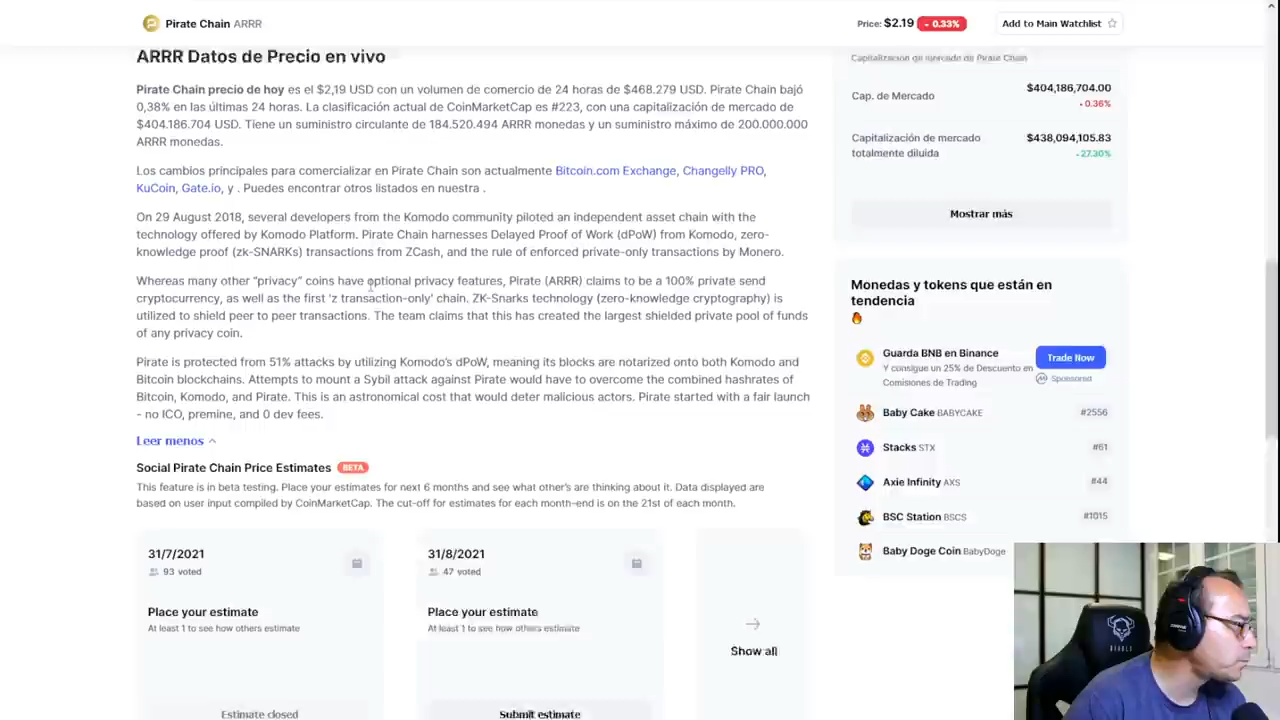 Pirate Chain ARRR
Price: $2.19 - 0.33%
Add to Main Watchlist
ARRR Datos de Precio en vivo
Pirate Chain precio de hoy es el $2,19 USD con un volumen de comercio de 24 horas de $468.279 USD. Pirate Chain bajó
0,38% en las últimas 24 horas. La clasificación actual de CoinMarketCap es #223, con una capitalización de mercado de
$404.186.704 USD. Tiene un suministro circulante de 184.520.494 ARRR monedas y un suministro máximo de 200.000.000
ARRR monedas.
Los cambios principales para comercializar en Pirate Chain son actualmente Bitcoin.com Exchange, Changelly PRO,
KuCoin, Gate.io, y . Puedes encontrar otros listados en nuestra .
On 29 August 2018, several developers from the Komodo community piloted an independent asset chain with the
technology offered by Komodo Platform. Pirate Chain harnesses Delayed Proof of Work (dPoW) from Komodo, zero-
knowledge proof (zk-SNARKs) transactions from ZCash, and the rule of enforced private-only transactions by Monero.
Whereas many other “privacy” coins have optional privacy features, Pirate (ARRR) claims to be a 100% private send
cryptocurrency, as well as the first 'z transaction-only' chain. ZK-Snarks technology (zero-knowledge cryptography) is
utilized to shield peer to peer transactions. The team claims that this has created the largest shielded private pool of funds
of any privacy coin.
Pirate is protected from 51% attacks by utilizing Komodo’s dPoW, meaning its blocks are notarized onto both Komodo and
Bitcoin blockchains. Attempts to mount a Sybil attack against Pirate would have to overcome the combined hashrates of
Bitcoin, Komodo, and Pirate. This is an astronomical cost that would deter malicious actors. Pirate started with a fair launch
- no ICO, premine, and 0 dev fees.
Leer menos
Social Pirate Chain Price Estimates BETA
This feature is in beta testing. Place your estimates for next 6 months and see what other's are thinking about it. Data displayed are
based on user input compiled by CoinMarketCap. The cut-off for estimates for each month-end is on the 21st of each month.
31/7/2021
93 voted
Place your estimate
At least 1 to see how others estimate
Estimate closed
31/8/2021
47 voted
Place your estimate
At least 1 to see how others estimate
Submit estimate
Show all
Capitalización de mercado de Pirate Chain
Cap. de Mercado
$404,186,704.00
0.36%
Capitalización de mercado
totalmente diluida
$438,094,105.83
27.30%
Mostrar más
Monedas y tokens que están en
tendencia
Guarda BNB en Binance
Y consigue un 25% de Descuento en
Comisiones de Trading
Trade Now
Sponsored
Baby Cake BABYCAKE #2556
Stacks STX #61
Axie Infinity AXS #44
BSC Station BSCS #1015
Baby Doge Coin BabyDoge